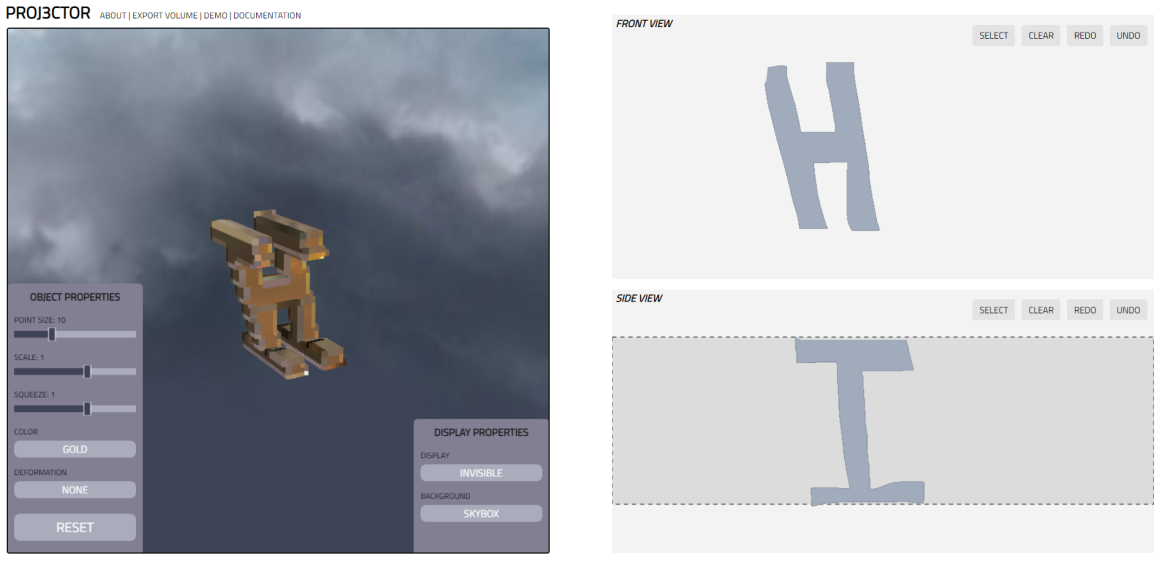 PROJ3CTOR ABOUT | EXPORT VOLUME | DEMO | DOCUMENTATION
OBJECT PROPERTIES
POINT SIZE: 10
SCALE: 1
SQUEEZE: 1
COLOR
GOLD
DEFORMATION
NONE
RESET
DISPLAY PROPERTIES
DISPLAY
INVISIBLE
BACKGROUND
SKYBOX
FRONT VIEW
SELECT CLEAR REDO UNDO
H
SIDE VIEW
SELECT CLEAR REDO UNDO
I